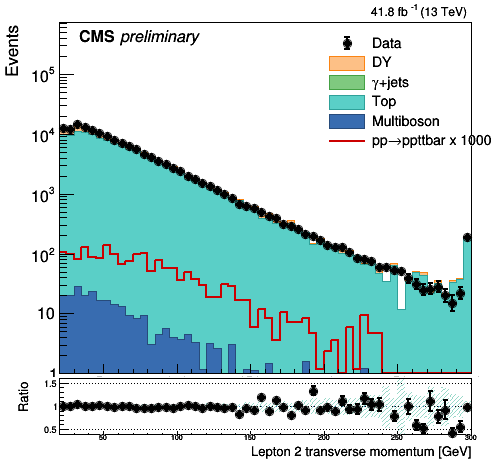 41.8 fb⁻¹ (13 TeV)
CMS preliminary
Events
Data
DY
γ+jets
Top
Multiboson
pp→ppttbar x 1000
10⁵
10⁴
10³
10²
10
1
Ratio
1.5
1
0.5
50 100 150 200 250 300
Lepton 2 transverse momentum [GeV]